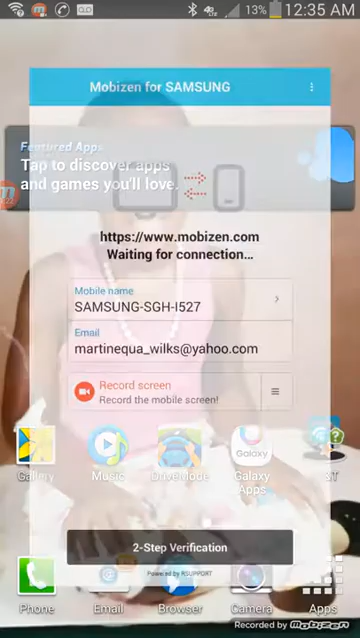 13% 12:35 AM
Mobizen for SAMSUNG
Featured Apps
Tap to discover apps
and games you'll love.
https://www.mobizen.com
Waiting for connection...
Mobile name
SAMSUNG-SGH-I527
Email
martinequa_wilks@yahoo.com
Record screen
Record the mobile screen!
Gallery Music DriveMode Galaxy Apps
GALAXY
2-Step Verification
Powered by RSUPPORT
Phone Email Browser Camera Apps
Recorded by mobizen